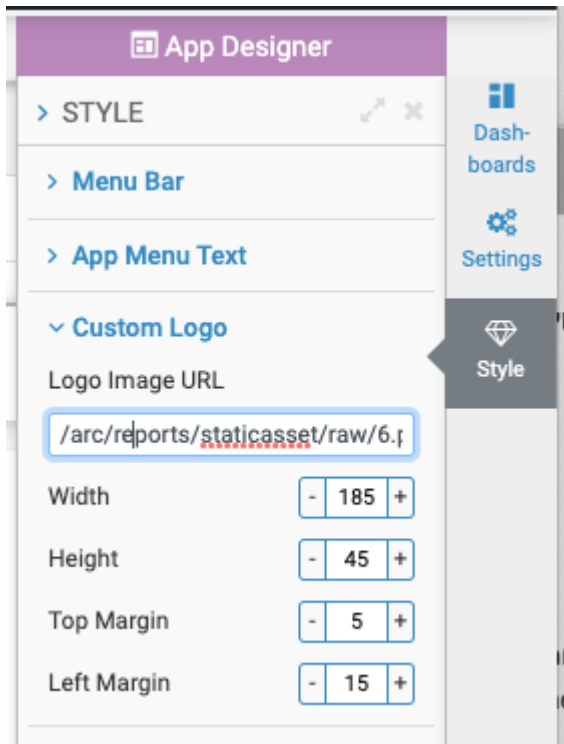 App Designer
STYLE
Menu Bar
App Menu Text
Custom Logo
Logo Image URL
/arc/reports/staticasset/raw/6.p
Width
- 185 +
Height
- 45 +
Top Margin
- 5 +
Left Margin
- 15 +
Dash-
boards
Settings
Style